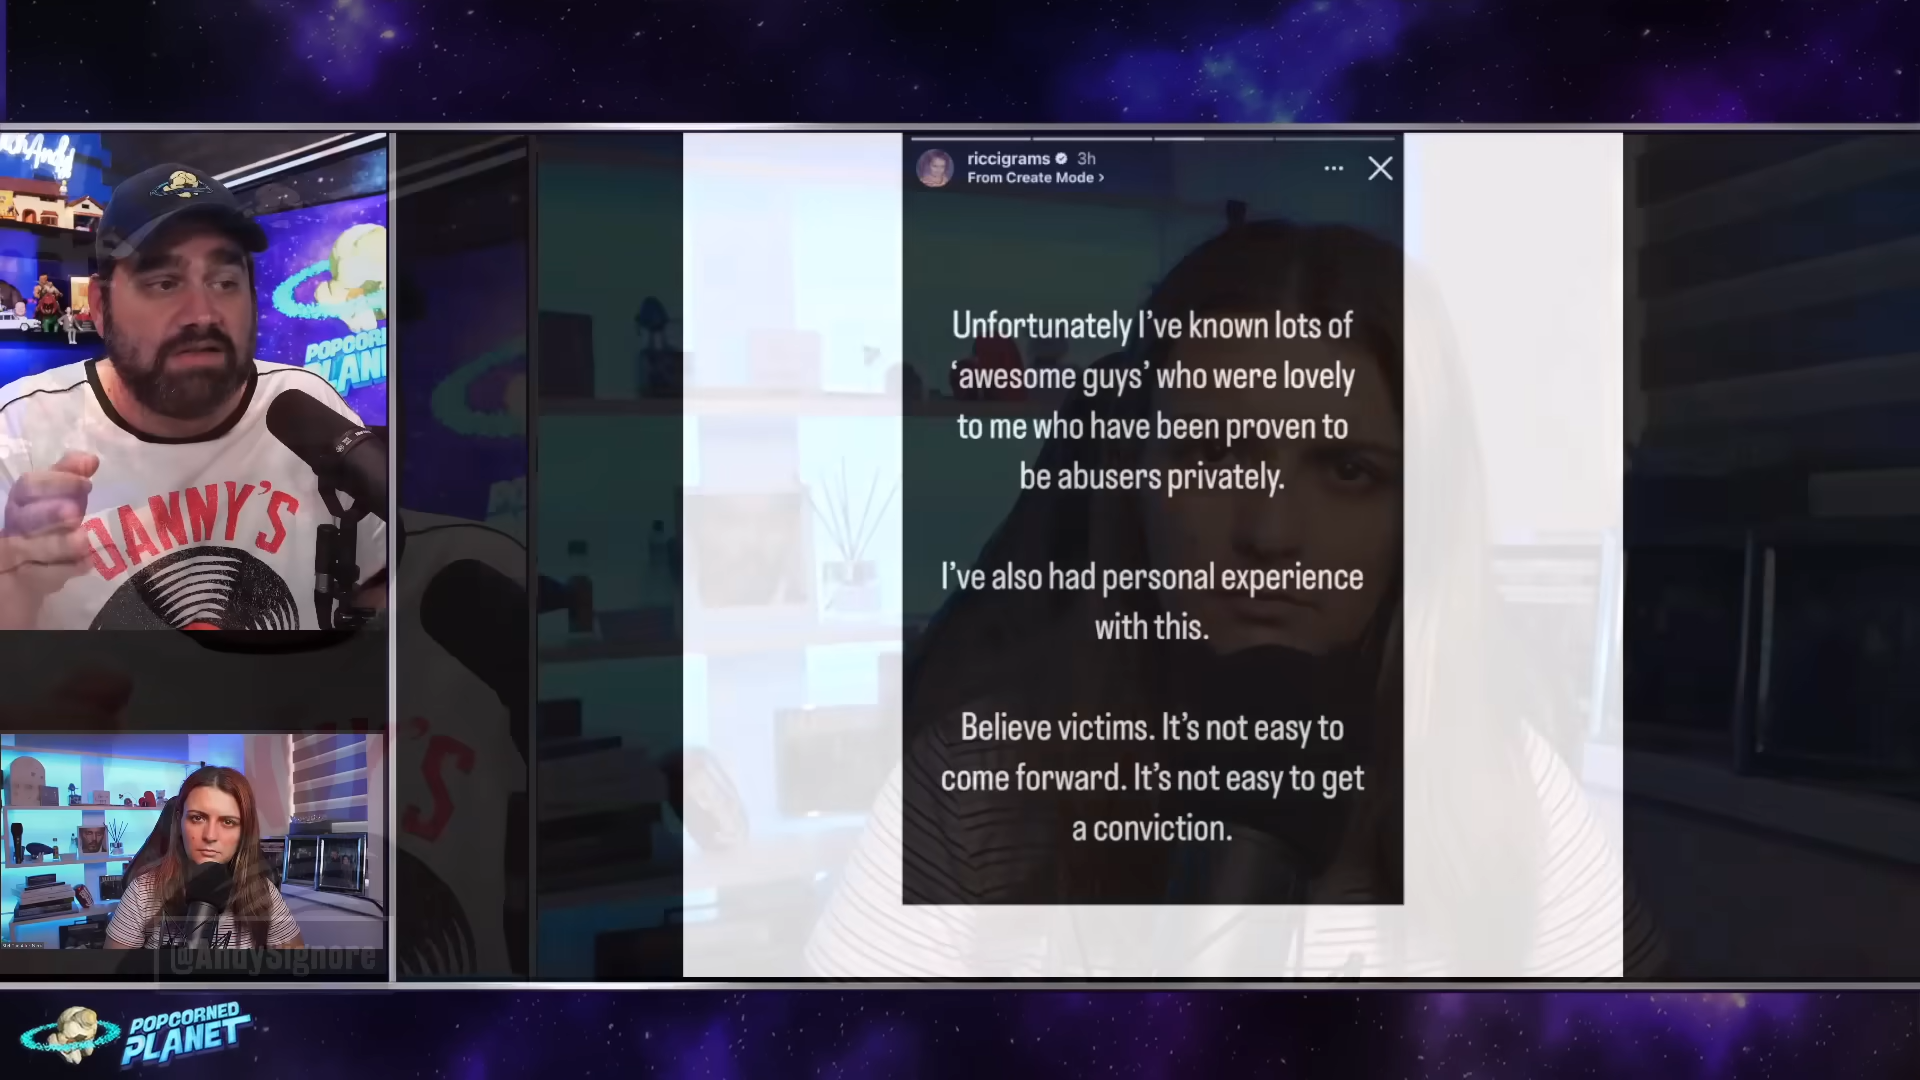 riccigrams 3h
From Create Mode >
Unfortunately I've known lots of
'awesome guys' who were lovely
to me who have been proven to
be abusers privately.
I've also had personal experience
with this.
Believe victims. It's not easy to
come forward. It's not easy to get
a conviction.
POPCORNED
PLANET
DANNY'S
@AndySignore
POPCORNED
PLANET